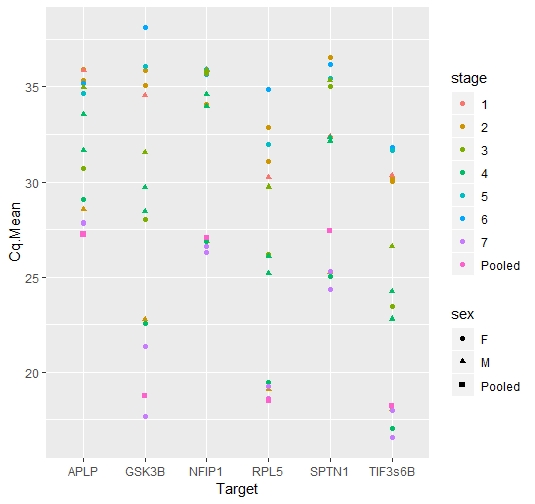 Cq.Mean
35
30
25
20
APLP GSK3B NFIP1 RPL5 SPTN1 TIF3s6B
Target
stage
1
2
3
4
5
6
7
Pooled
sex
F
M
Pooled